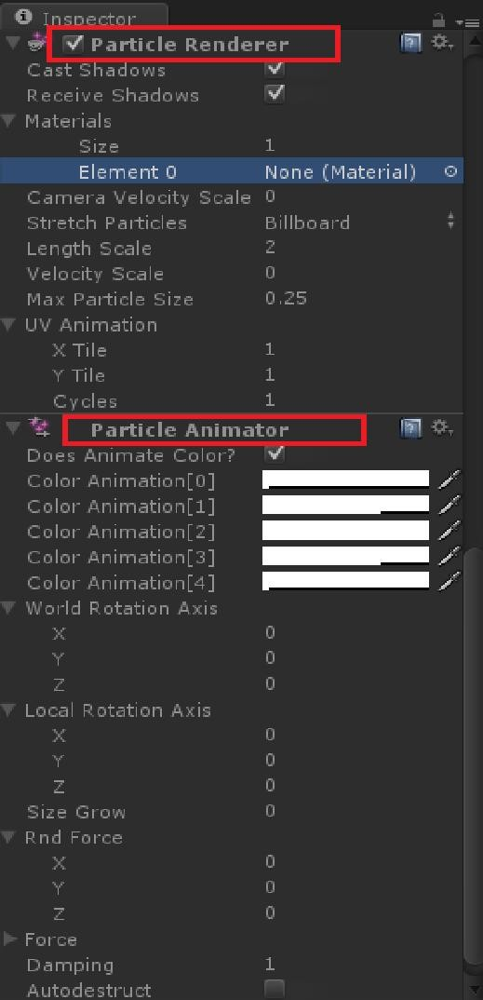 Inspector
Particle Renderer
Cast Shadows
Receive Shadows
Materials
Size 1
Element 0 None (Material)
Camera Velocity Scale 0
Stretch Particles Billboard
Length Scale 2
Velocity Scale 0
Max Particle Size 0.25
UV Animation
X Tile 1
Y Tile 1
Cycles 1
Particle Animator
Does Animate Color?
Color Animation[0]
Color Animation[1]
Color Animation[2]
Color Animation[3]
Color Animation[4]
World Rotation Axis
X 0
Y 0
Z 0
Local Rotation Axis
X 0
Y 0
Z 0
Size Grow 0
Rnd Force
X 0
Y 0
Z 0
Force
Damping 1
Autodestruct